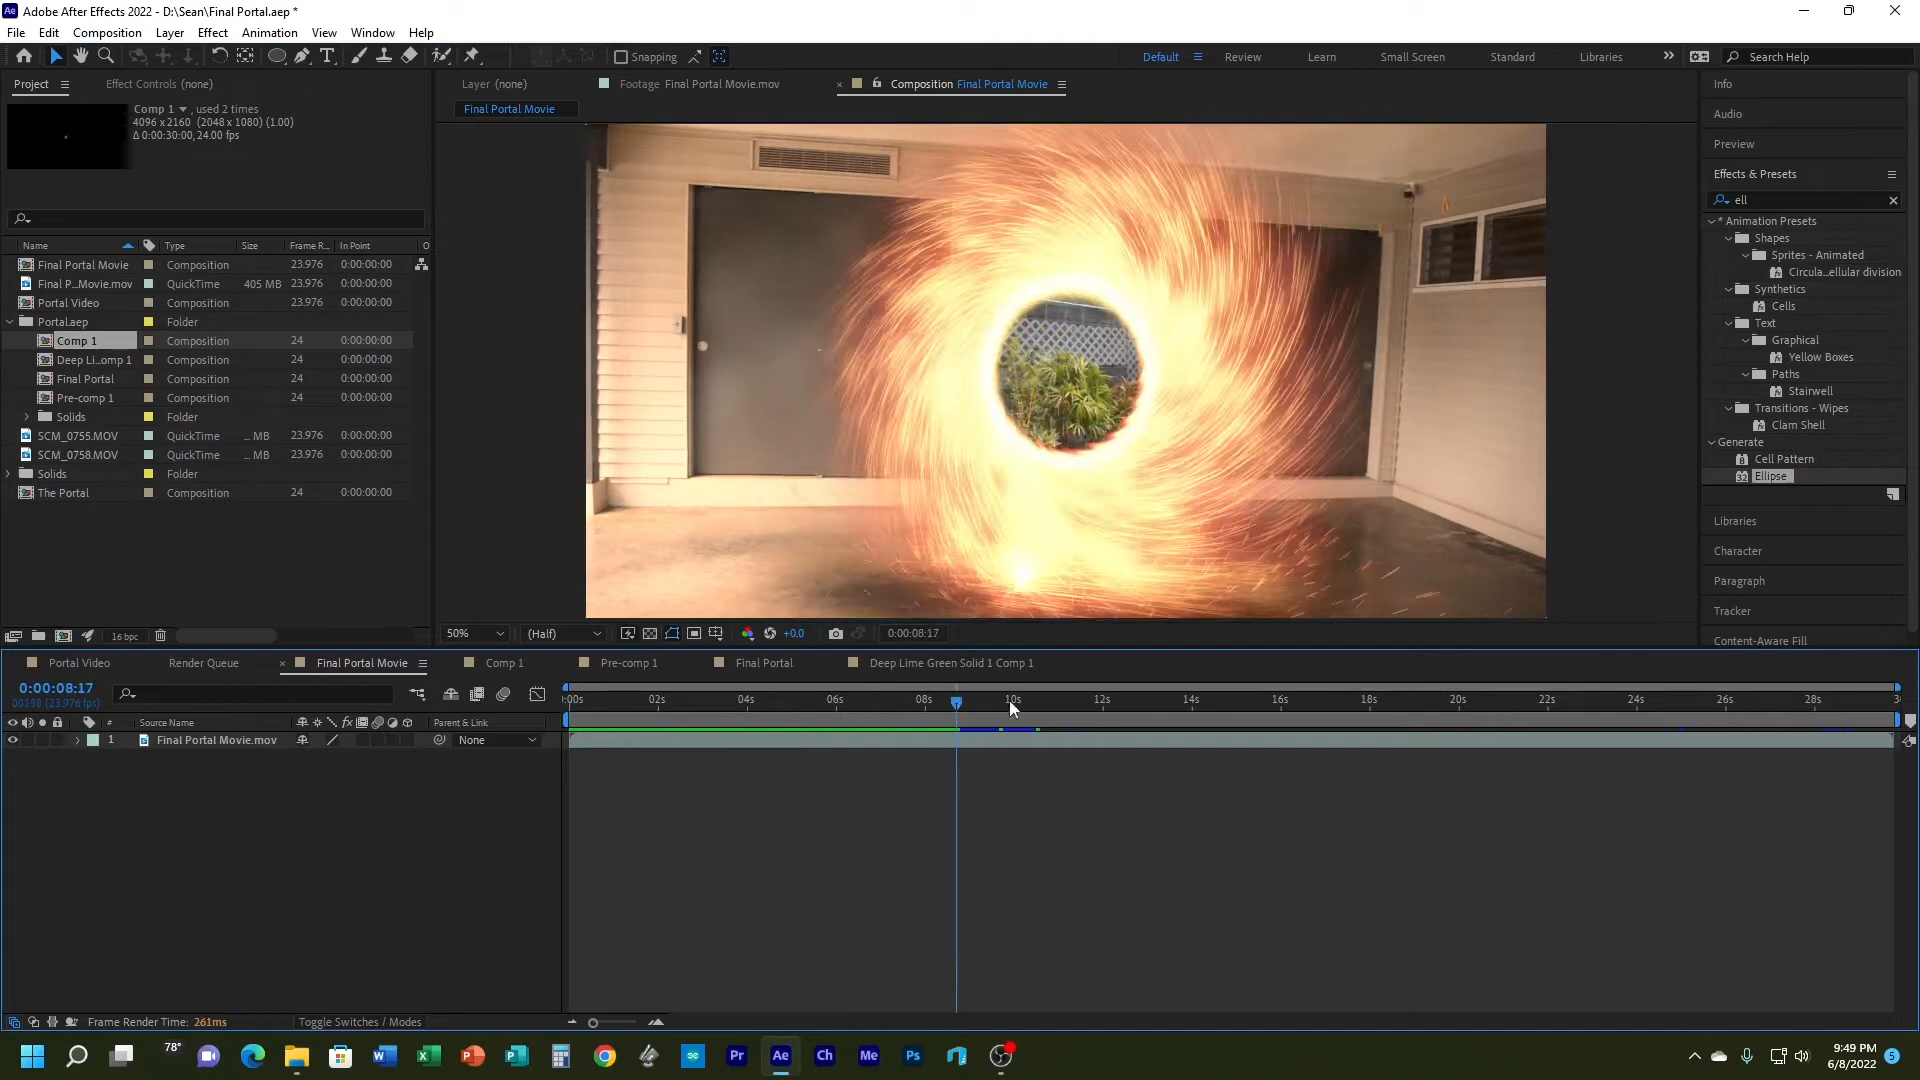 Adobe After Effects 2022 - D:\Sean\Final Portal.aep *
File Edit Composition Layer Effect Animation View Window Help
Snapping
Default Review Learn Small Screen Standard Libraries Search Help
Project Effect Controls (none)
Comp 1 , used 2 times
4096 x 2160 (2048 x 1080) (1.00)
Δ 0:00:30:00, 24.00 fps
Name Type Size Frame R... In Point O
Final Portal Movie Composition 23.976 0:00:00:00
Final P...Movie.mov QuickTime 405 MB 23.976 0:00:00:00
Portal Video Composition 23.976 0:00:00:00
Portal.aep Folder
Comp 1 Composition 24 0:00:00:00
Deep Li...omp 1 Composition 24 0:00:00:00
Final Portal Composition 24 0:00:00:00
Pre-comp 1 Composition 24 0:00:00:00
Solids Folder
SCM_0755.MOV QuickTime ... MB 23.976 0:00:00:00
SCM_0758.MOV QuickTime ... MB 23.976 0:00:00:00
Solids Folder
The Portal Composition 24 0:00:00:00
16 bpc
Layer (none) Footage Final Portal Movie.mov × Composition Final Portal Movie
Final Portal Movie
50% (Half) +0.0 0:00:08:17
Info
Audio
Preview
Effects & Presets
ell
* Animation Presets
Shapes
Sprites - Animated
Circula...ellular division
Synthetics
Cells
Text
Graphical
Yellow Boxes
Paths
Stairwell
Transitions - Wipes
Clam Shell
Generate
Cell Pattern
Ellipse
Libraries
Character
Paragraph
Tracker
Content-Aware Fill
Portal Video Render Queue × Final Portal Movie Comp 1 Pre-comp 1 Final Portal Deep Lime Green Solid 1 Comp 1
0:00:08:17
(23.976 fps)
:00s 02s 04s 06s 08s 10s 12s 14s 16s 18s 20s 22s 24s 26s 28s 3
# Source Name Parent & Link
1 Final Portal Movie.mov None
Frame Render Time: 261ms Toggle Switches / Modes
78° Pr Ae Ch Me Ps
9:49 PM
6/8/2022
5